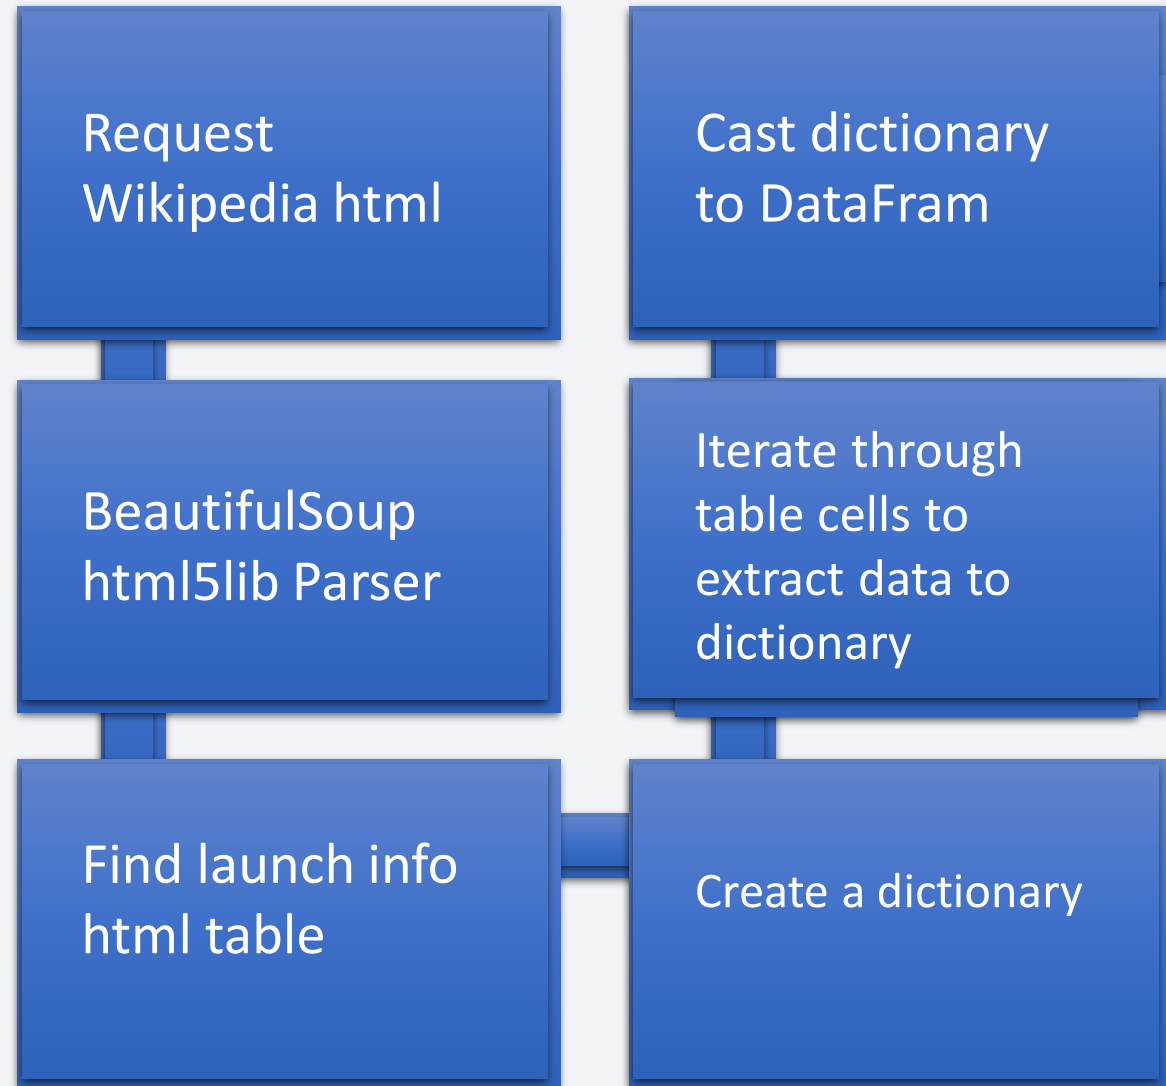 Request
Wikipedia html
BeautifulSoup
html5lib Parser
Find launch info
html table
Create a dictionary
Iterate through
table cells to
extract data to
dictionary
Cast dictionary
to DataFram